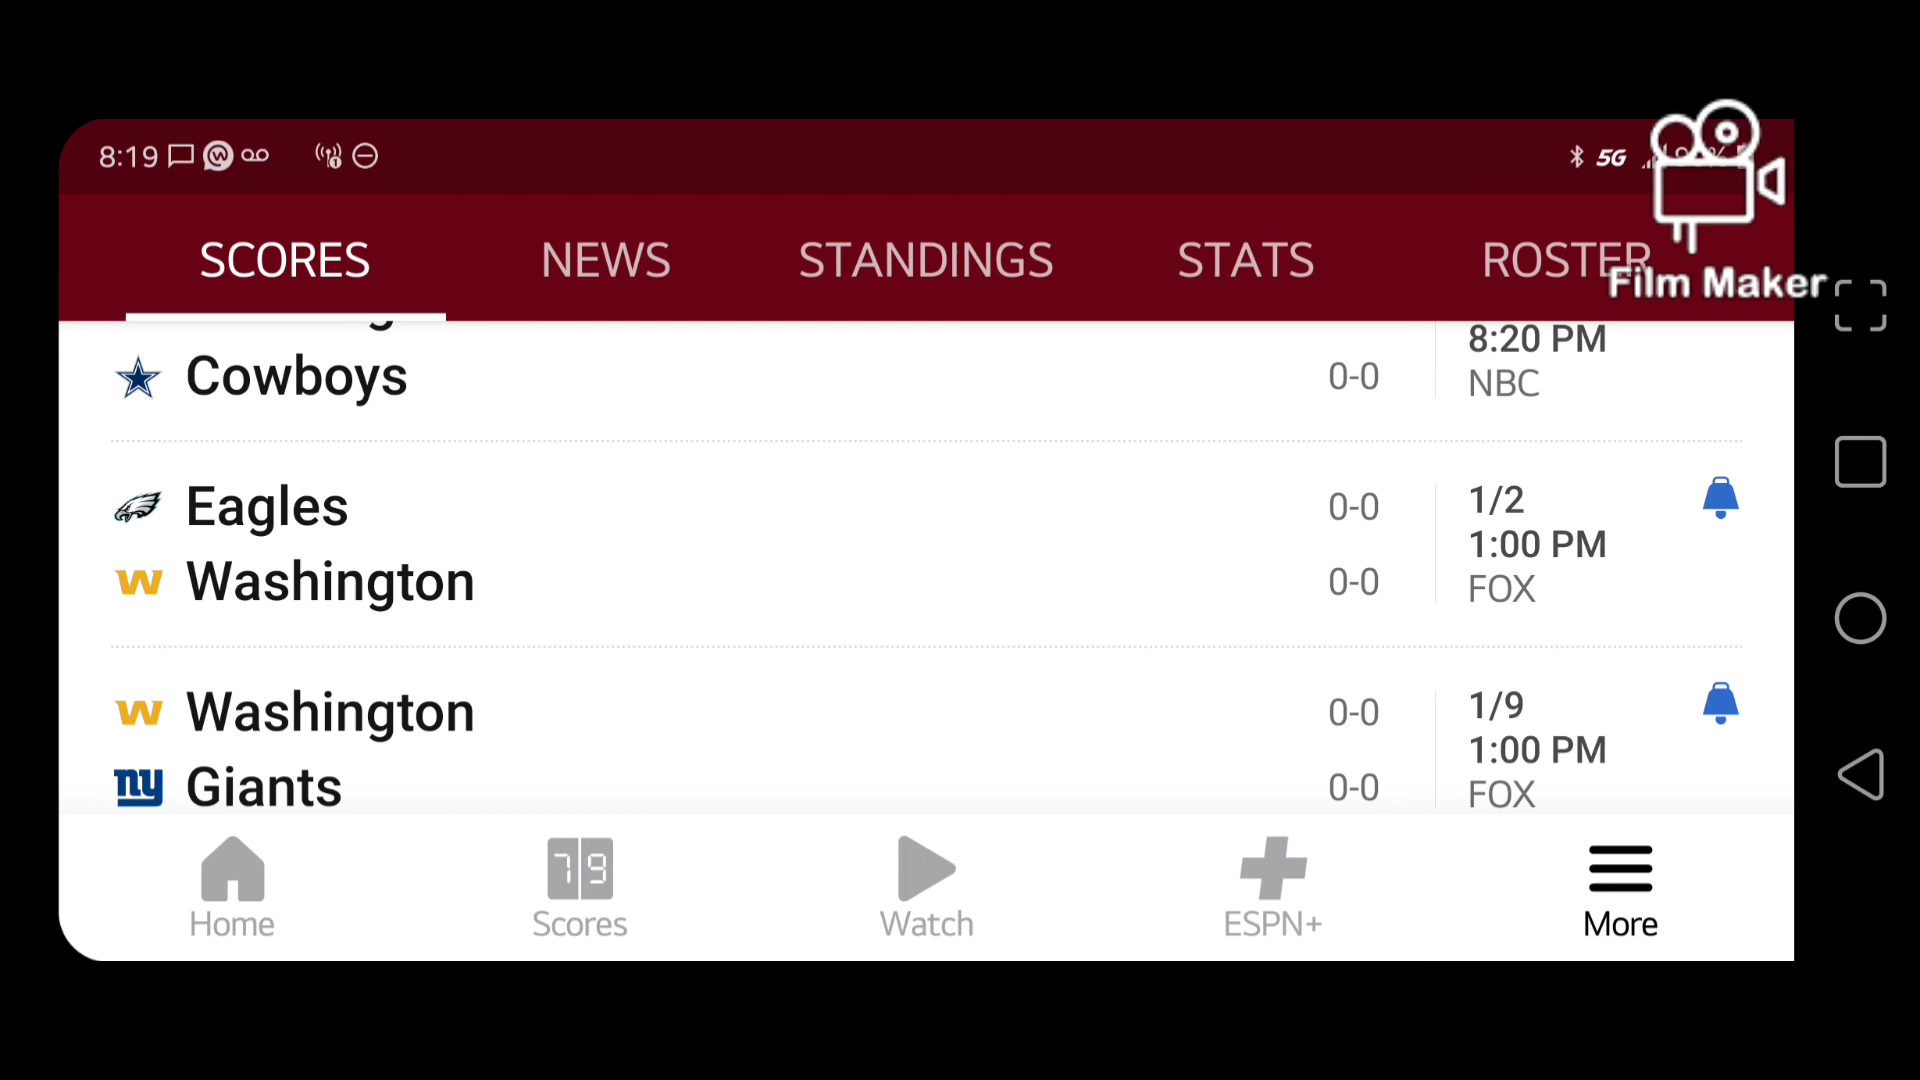 8:19
5G
SCORES NEWS STANDINGS STATS ROSTER
Film Maker
8:20 PM
Cowboys 0-0
NBC
Eagles 0-0 1/2
1:00 PM
Washington 0-0 FOX
Washington 0-0 1/9
1:00 PM
ny Giants 0-0 FOX
79
Home Scores Watch ESPN+ More